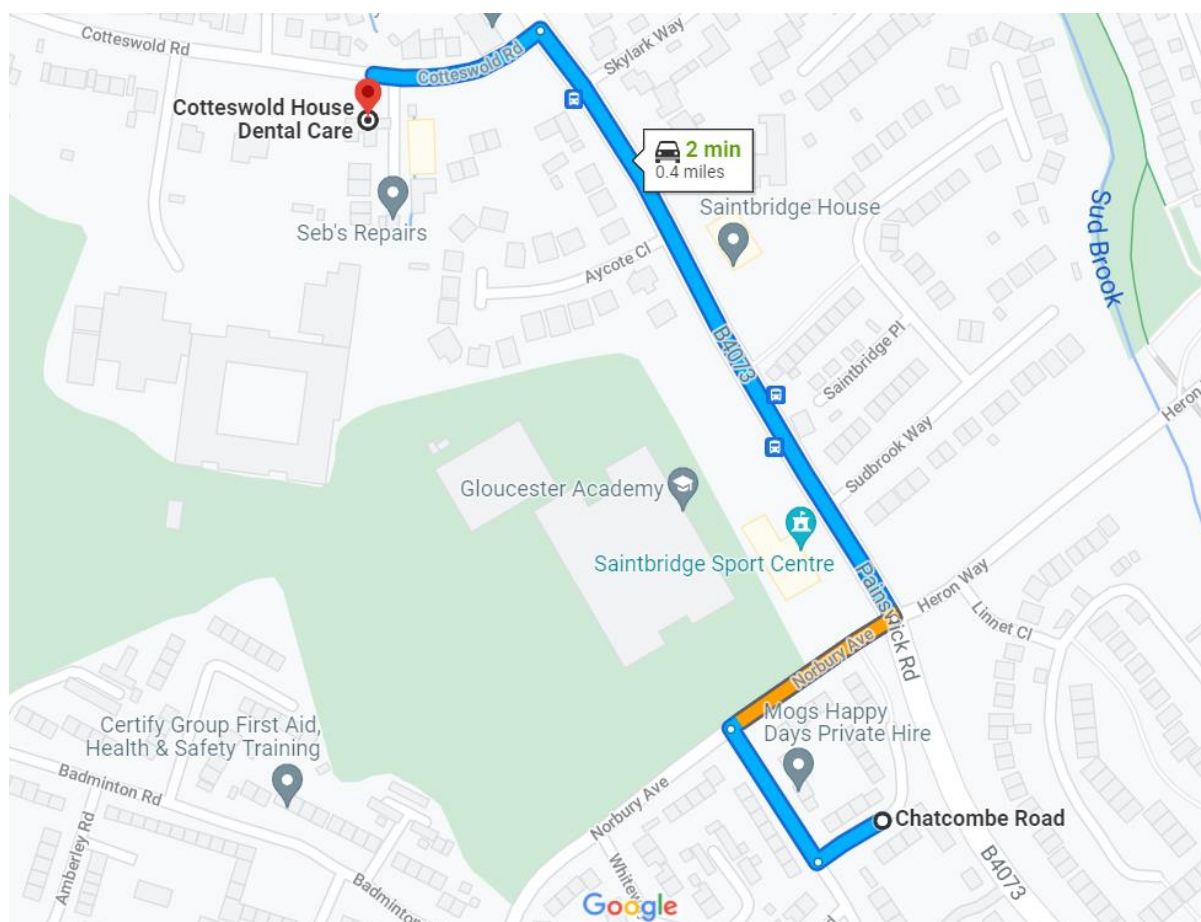 Cotteswold Rd
Cotteswold Rd
Skylark Way
Cotteswold House
Dental Care
2 min
0.4 miles
Seb's Repairs
Saintbridge House
Sud Brook
Aycote Cl
B4073
Saintbridge Pl
Heron
Sudbrook Way
Gloucester Academy
Saintbridge Sport Centre
Painswick Rd
Heron Way
Linnet Cl
Norbury Ave
Certify Group First Aid,
Health & Safety Training
Mogs Happy
Days Private Hire
Badminton Rd
Norbury Ave
Chatcombe Road
Amberley Rd
Badminton
Whitew
B4073
Google